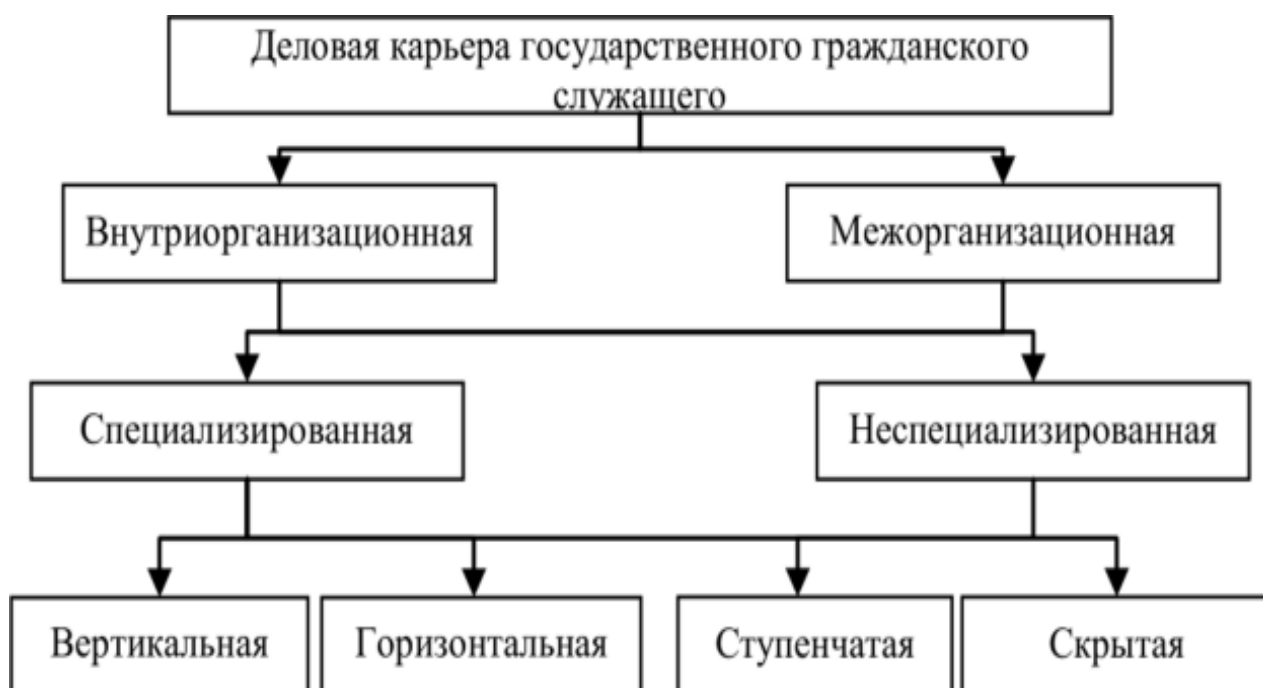 Деловая карьера государственного гражданского
служащего
Внутриорганизационная
Межорганизационная
Специализированная
Неспециализированная
Вертикальная
Горизонтальная
Ступенчатая
Скрытая